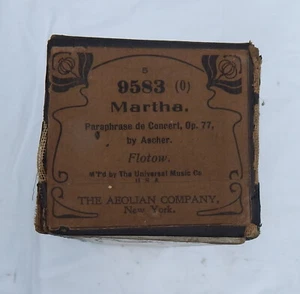 5
9583 (0)
Martha.
Paraphrase de Concert, Op. 77,
by Ascher.
Flotow.
M'F'd by The Universal Music Co.
U S A
THE AEOLIAN COMPANY.
New York.